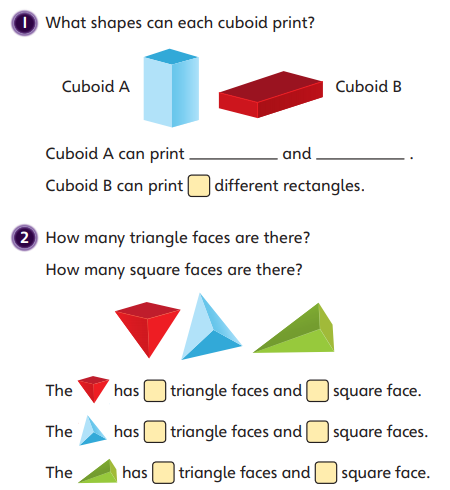 1 What shapes can each cuboid print?
Cuboid A
Cuboid B
Cuboid A can print ____________ and ____________ .
Cuboid B can print different rectangles.
2 How many triangle faces are there?
How many square faces are there?
The has triangle faces and square face.
The has triangle faces and square faces.
The has triangle faces and square face.